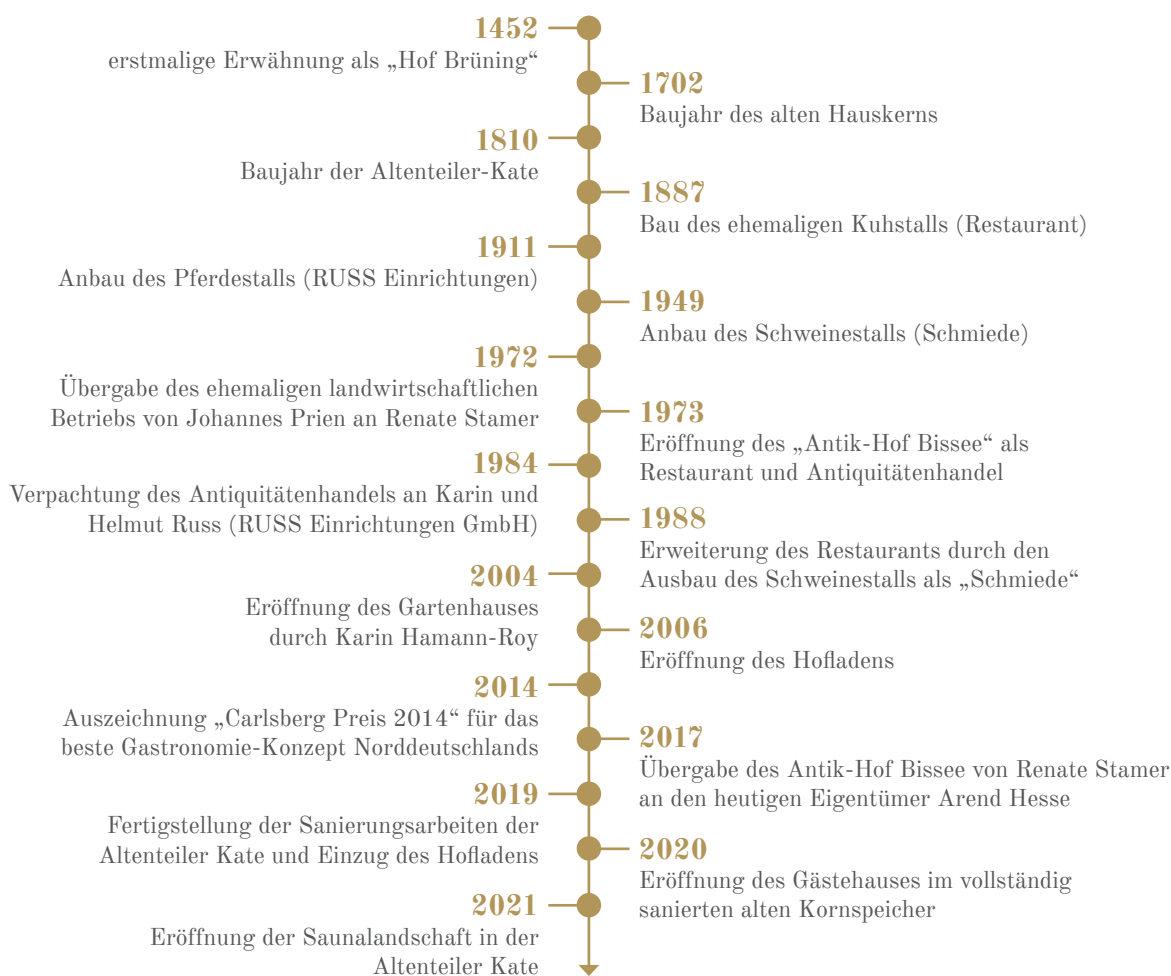 1452
erstmalige Erwähnung als „Hof Brüning“
1702
Baujahr des alten Hauskerns
1810
Baujahr der Altenteiler-Kate
1887
Bau des ehemaligen Kuhstalls (Restaurant)
1911
Anbau des Pferdestalls (RUSS Einrichtungen)
1949
Anbau des Schweinestalls (Schmiede)
1972
Übergabe des ehemaligen landwirtschaftlichen
Betriebs von Johannes Prien an Renate Stamer
1973
Eröffnung des „Antik-Hof Bissee“ als
Restaurant und Antiquitätenhandel
1984
Verpachtung des Antiquitätenhandels an Karin und
Helmut Russ (RUSS Einrichtungen GmbH)
1988
Erweiterung des Restaurants durch den
Ausbau des Schweinestalls als „Schmiede“
2004
Eröffnung des Gartenhauses
durch Karin Hamann-Roy
2006
Eröffnung des Hofladens
2014
Auszeichnung „Carlsberg Preis 2014“ für das
beste Gastronomie-Konzept Norddeutschlands
2017
Übergabe des Antik-Hof Bissee von Renate Stamer
an den heutigen Eigentümer Arend Hesse
2019
Fertigstellung der Sanierungsarbeiten der
Altenteiler Kate und Einzug des Hofladens
2020
Eröffnung des Gästehauses im vollständig
sanierten alten Kornspeicher
2021
Eröffnung der Saunalandschaft in der
Altenteiler Kate